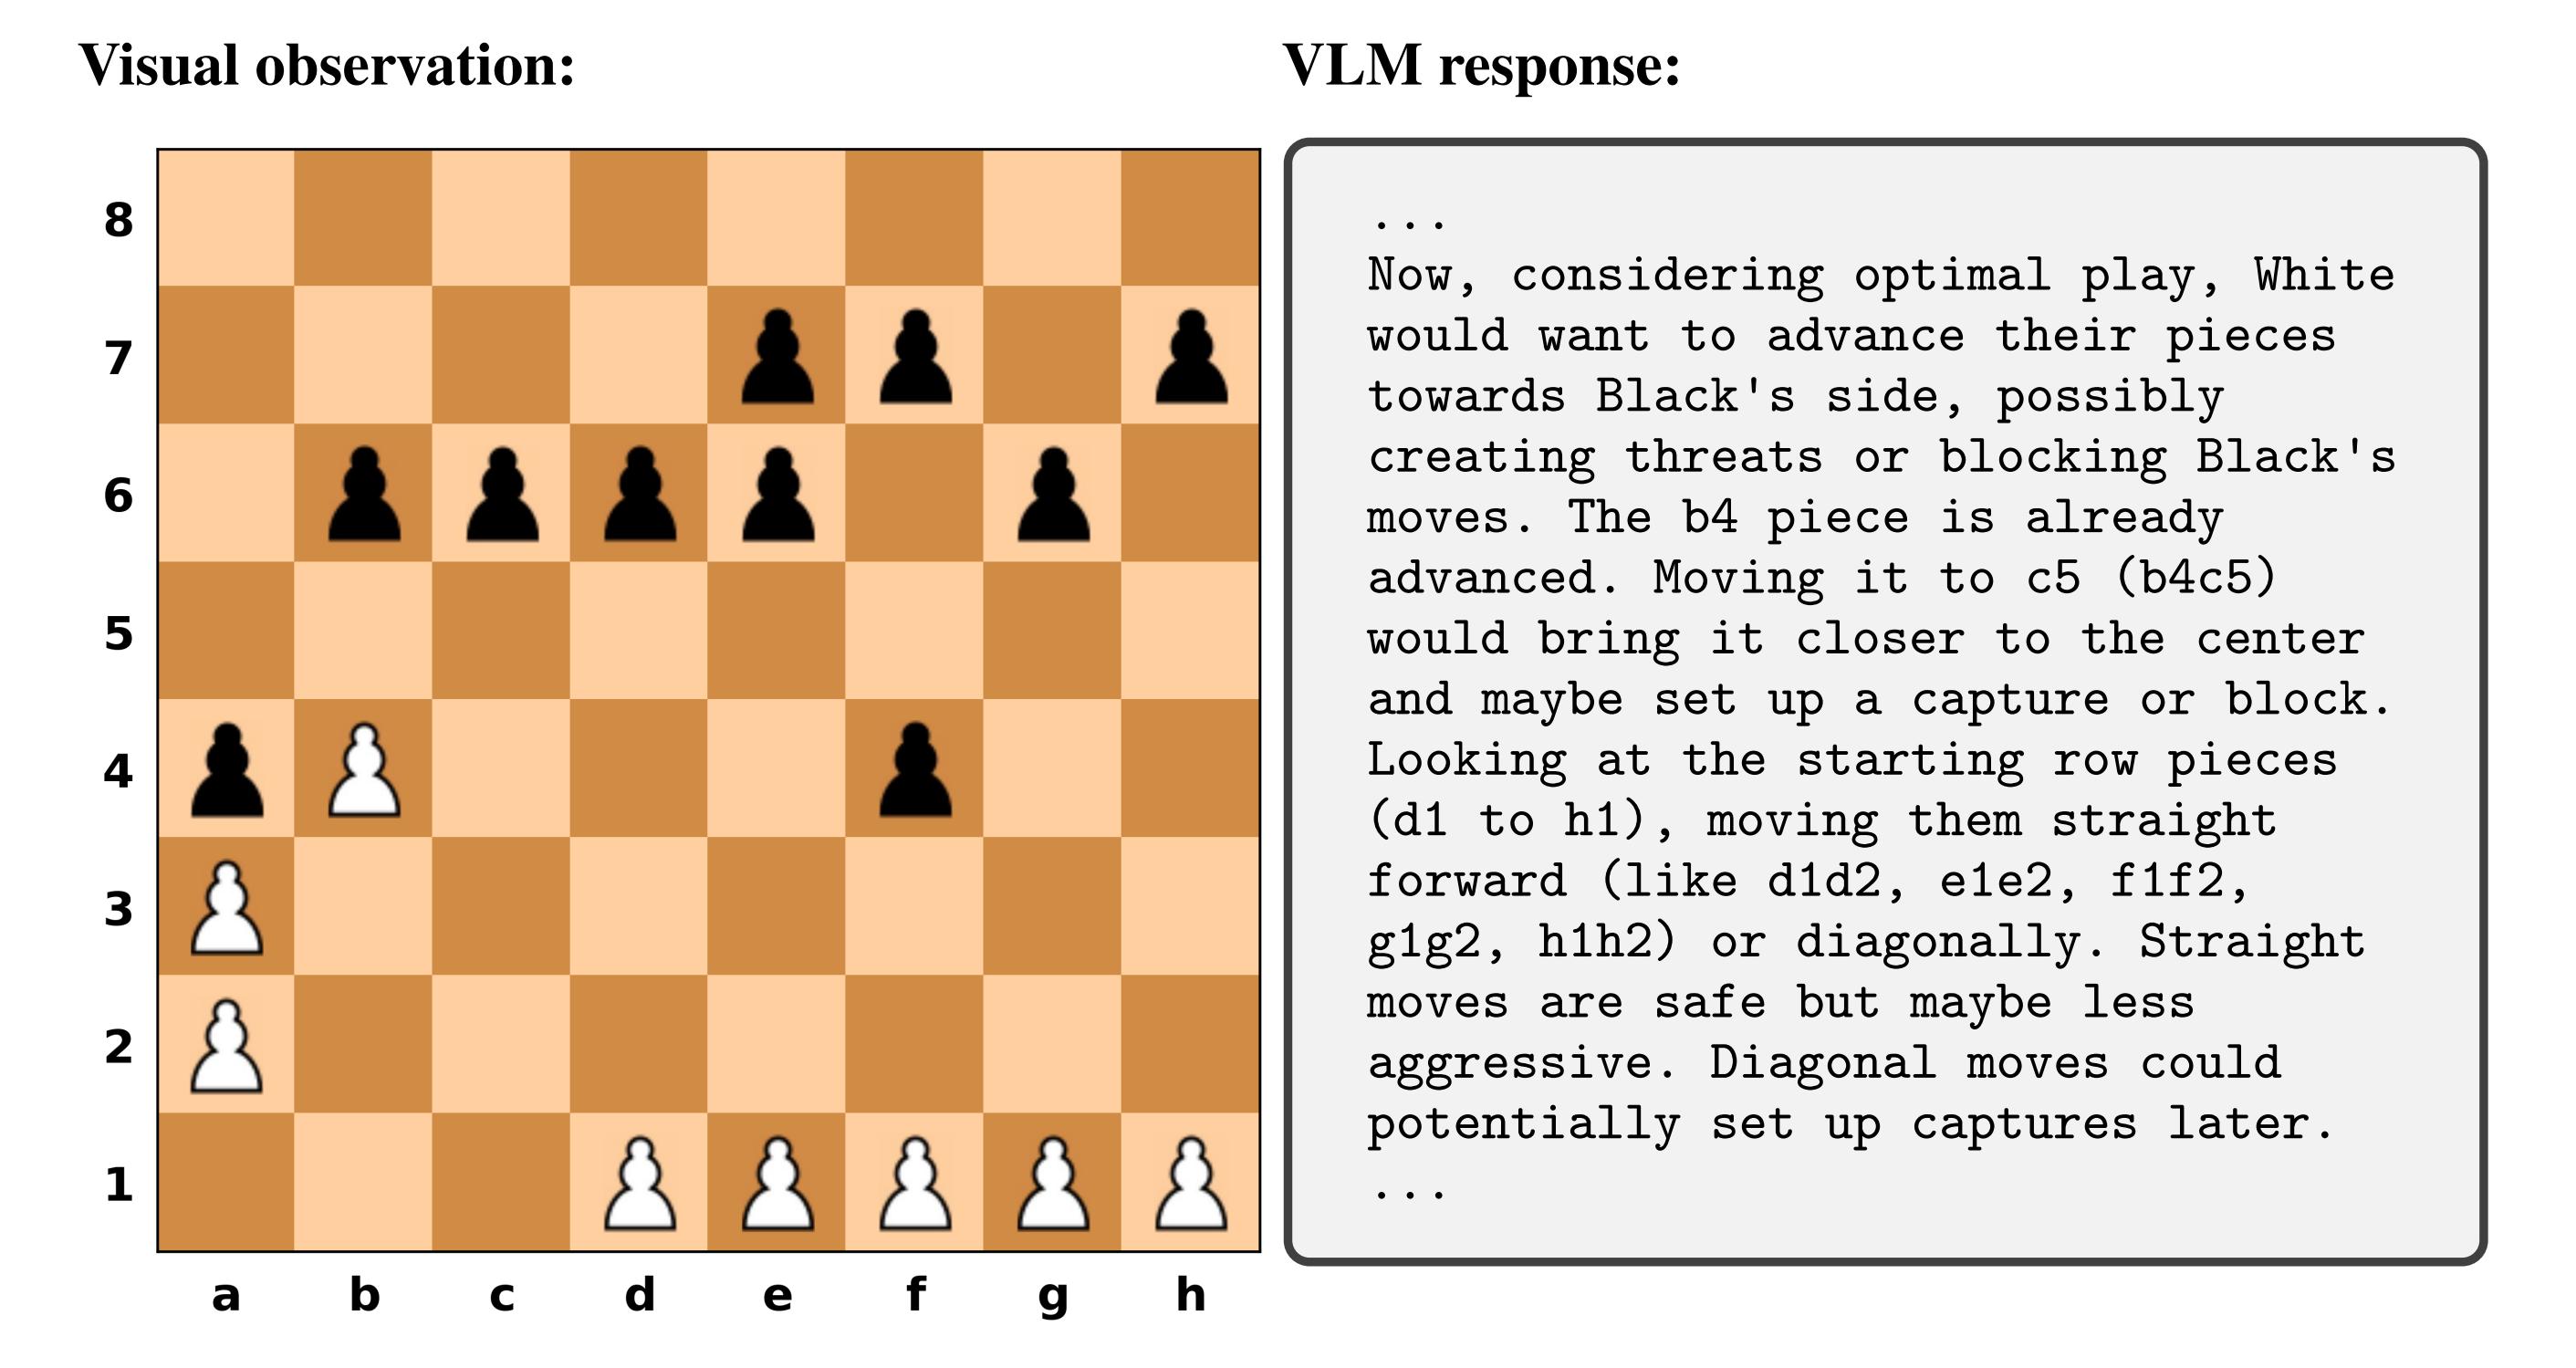 Visual observation:
8
7
6
5
4
3
2
1
a b c d e f g h
VLM response:
...
Now, considering optimal play, White
would want to advance their pieces
towards Black's side, possibly
creating threats or blocking Black's
moves. The b4 piece is already
advanced. Moving it to c5 (b4c5)
would bring it closer to the center
and maybe set up a capture or block.
Looking at the starting row pieces
(d1 to h1), moving them straight
forward (like d1d2, e1e2, f1f2,
g1g2, h1h2) or diagonally. Straight
moves are safe but maybe less
aggressive. Diagonal moves could
potentially set up captures later.
...